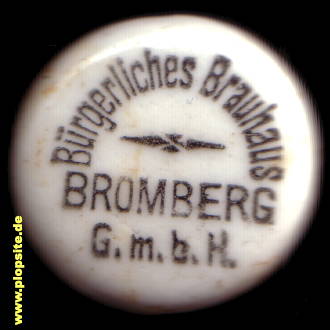 Bürgerliches Brauhaus
BROMBERG
G. m. b. H.
www.plopsite.de